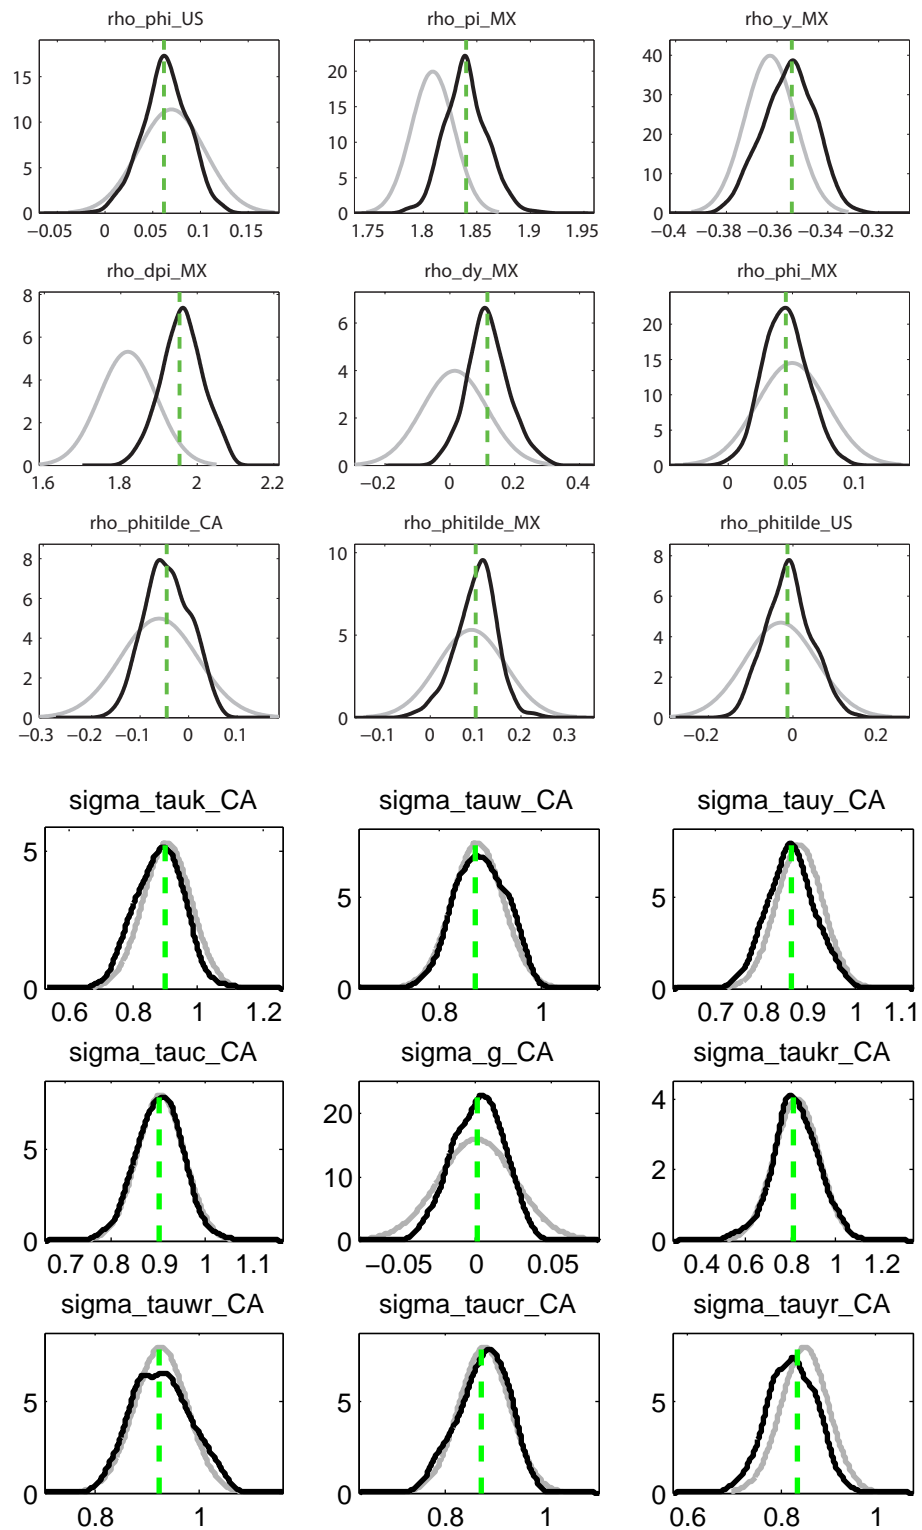 rho_phi_US rho_pi_MX rho_y_MX
15 20 40
10 15 30
5 10 20
0 5 10
0 0
−0.05 0 0.05 0.1 0.15 1.75 1.8 1.85 1.9 1.95 −0.4 −0.38 −0.36 −0.34 −0.32
rho_dpi_MX rho_dy_MX rho_phi_MX
8 6 20
6 4 15
4 2 10
2 0 5
0 0
1.6 1.8 2 2.2 −0.2 0 0.2 0.4 0 0.05 0.1
rho_phitilde_CA rho_phitilde_MX rho_phitilde_US
8 10 8
6 5 6
4 0 4
2 2
0 0
−0.3 −0.2 −0.1 0 0.1 −0.1 0 0.1 0.2 0.3 −0.2 0 0.2
sigma_tauk_CA sigma_tauw_CA sigma_tauy_CA
5 5 5
0 0 0
0.6 0.8 1 1.2 0.8 1 0.7 0.8 0.9 1 1.1
sigma_tauc_CA sigma_g_CA sigma_taukr_CA
5 20 4
0 10 2
0 0
0.7 0.8 0.9 1 1.1 −0.05 0 0.05 0.4 0.6 0.8 1 1.2
sigma_tauwr_CA sigma_taucr_CA sigma_tauyr_CA
5 5 5
0 0 0
0.8 1 0.8 1 0.6 0.8 1